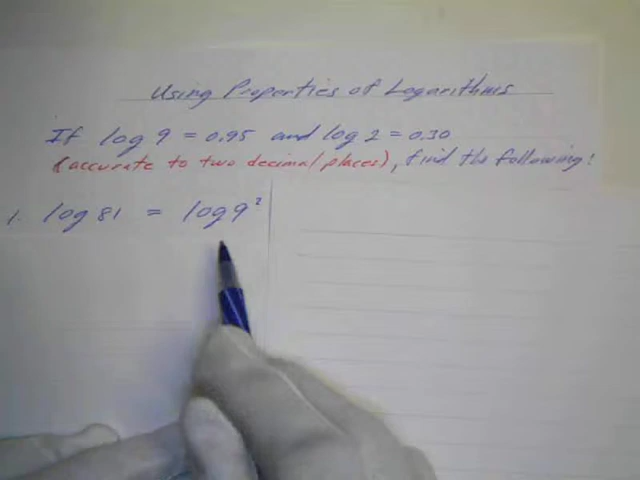 Using Properties of Logarithms
If log 9 = 0.95 and log 2 = 0.30
(accurate to two decimal places), find the following:
1. log 81 = log 9²